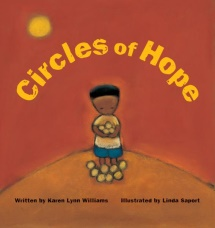 Circles of Hope
Written by Karen Lynn Williams Illustrated by Linda Saport